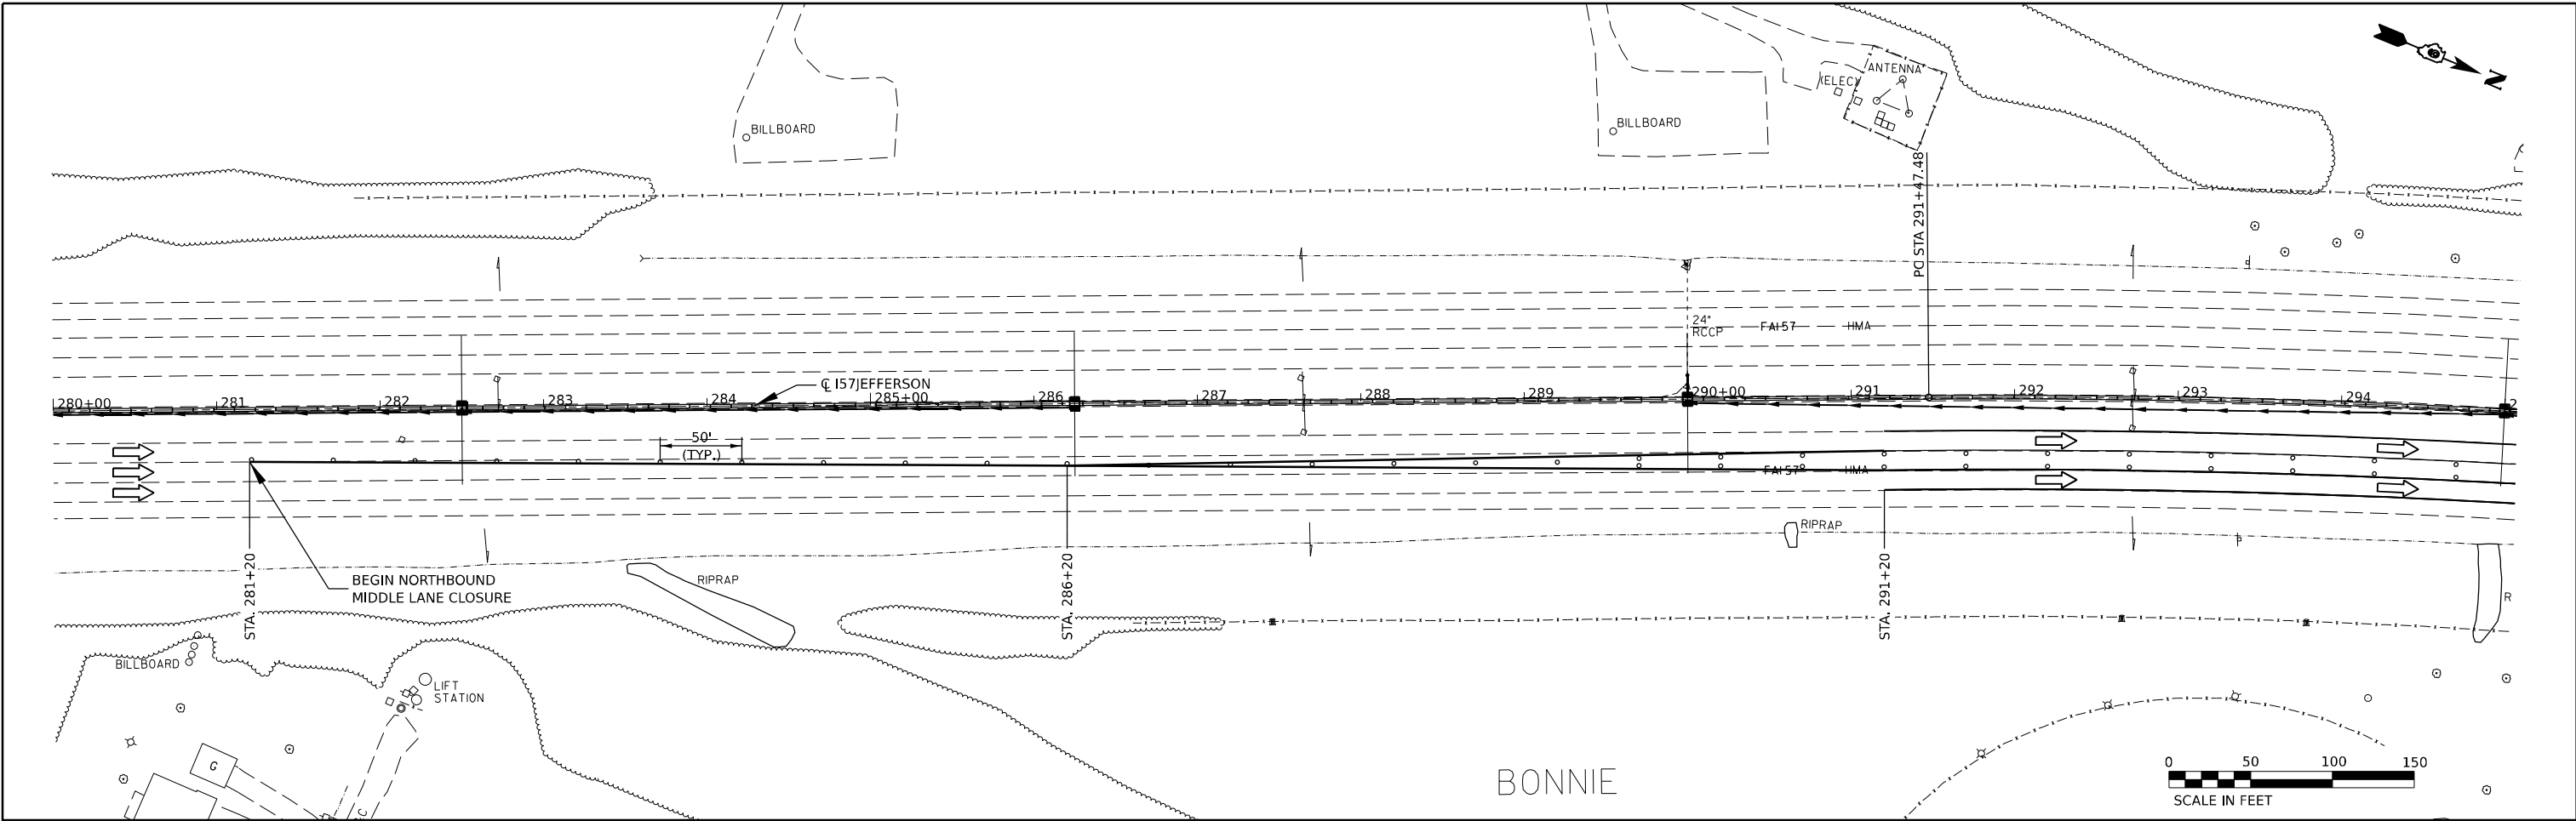 N
ANTENNA
(ELEC)
BILLBOARD
BILLBOARD
PC STA 291+47.48
24"
RCCP
FAI 57
HMA
℄ I57JEFFERSON
280+00
281
282
283
284
285+00
286
287
288
289
290+00
291
292
293
294
2
50'
(TYP.)
FAI 57
HMA
RIPRAP
STA. 281+20
BEGIN NORTHBOUND
MIDDLE LANE CLOSURE
RIPRAP
STA. 286+20
STA. 291+20
R
BILLBOARD
LIFT
STATION
G
BONNIE
0
50
100
150
SCALE IN FEET